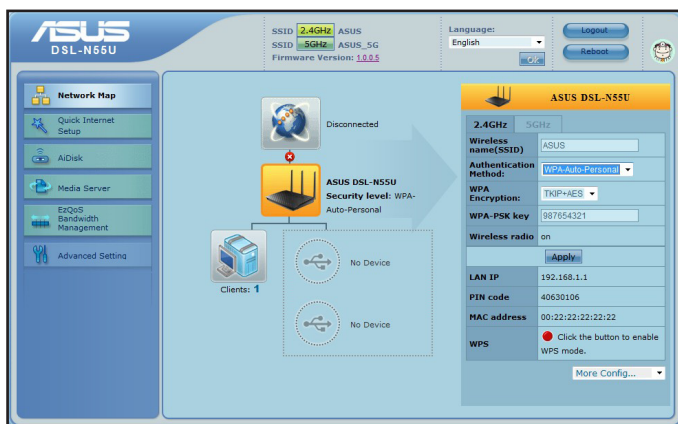 ASUS
DSL-N55U
SSID 2.4GHz ASUS
SSID 5GHz ASUS_5G
Firmware Version: 1.0.0.5
Language:
English
OK
Logout
Reboot
Network Map
Quick Internet
Setup
AiDisk
Media Server
EzQoS
Bandwidth
Management
Advanced Setting
Disconnected
ASUS DSL-N55U
Security level: WPA-
Auto-Personal
Clients: 1
No Device
No Device
ASUS DSL-N55U
2.4GHz 5GHz
Wireless
name(SSID) ASUS
Authentication
Method: WPA-Auto-Personal
WPA
Encryption: TKIP+AES
WPA-PSK key 987654321
Wireless radio on
Apply
LAN IP 192.168.1.1
PIN code 40630106
MAC address 00:22:22:22:22:22
WPS Click the button to enable
WPS mode.
More Config...